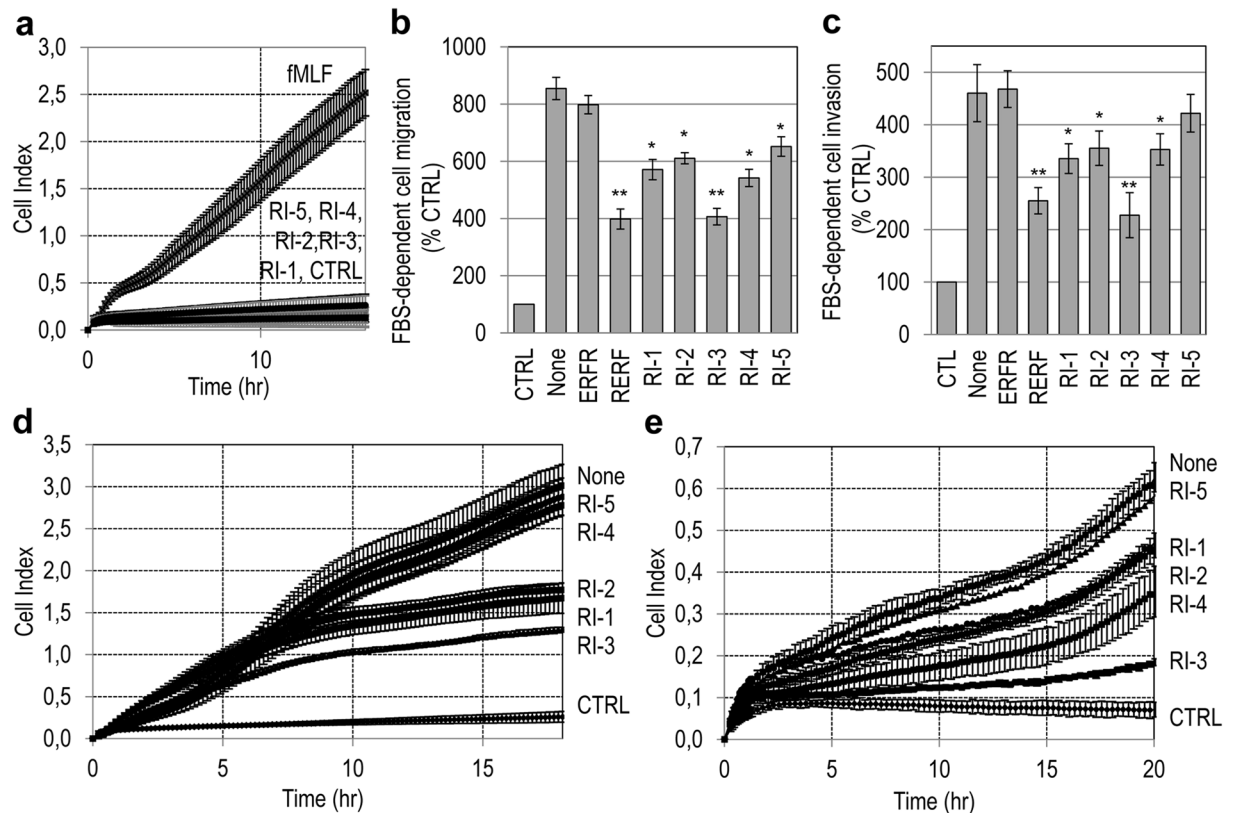 a
3,0
2,5
2,0
1,5
1,0
0,5
0,0
Cell Index
fMLF
RI-5, RI-4,
RI-2,RI-3,
RI-1, CTRL
0
10
Time (hr)
b
1000
800
600
400
200
0
FBS-dependent cell migration
(% CTRL)
*
*
*
*
**
**
CTRL
None
ERFR
RERF
RI-1
RI-2
RI-3
RI-4
RI-5
c
500
400
300
200
100
0
FBS-dependent cell invasion
(% CTRL)
*
*
*
**
**
CTL
None
ERFR
RERF
RI-1
RI-2
RI-3
RI-4
RI-5
d
3,5
3,0
2,5
2,0
1,5
1,0
0,5
0,0
Cell Index
None
RI-5
RI-4
RI-2
RI-1
RI-3
CTRL
0
5
10
15
Time (hr)
e
0,7
0,6
0,5
0,4
0,3
0,2
0,1
0,0
Cell Index
None
RI-5
RI-1
RI-2
RI-4
RI-3
CTRL
0
5
10
15
20
Time (hr)